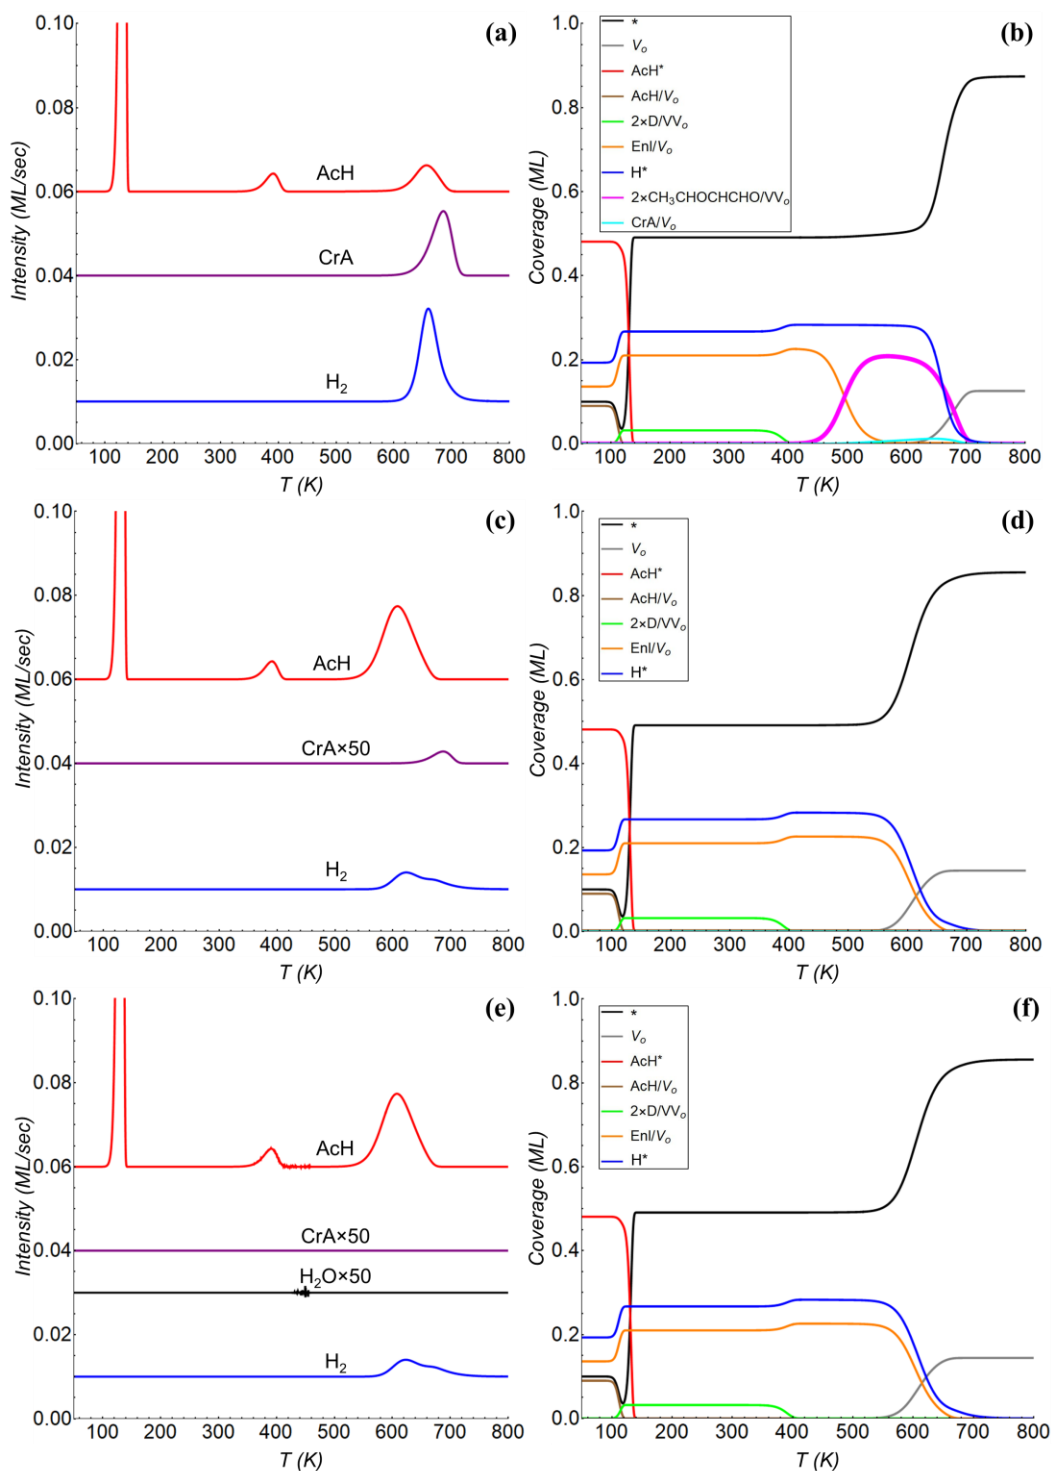 (a)
0.10
0.08
0.06
0.04
0.02
0.00
Intensity (ML/sec)
AcH
CrA
H₂
100 200 300 400 500 600 700 800
T (K)
(b)
1.0
0.8
0.6
0.4
0.2
0.0
Coverage (ML)
*
Vₒ
AcH*
AcH/Vₒ
2×D/VVₒ
Enl/Vₒ
H*
2×CH₃CHOCHCHO/VVₒ
CrA/Vₒ
100 200 300 400 500 600 700 800
T (K)
(c)
0.10
0.08
0.06
0.04
0.02
0.00
Intensity (ML/sec)
AcH
CrA×50
H₂
100 200 300 400 500 600 700 800
T (K)
(d)
1.0
0.8
0.6
0.4
0.2
0.0
Coverage (ML)
*
Vₒ
AcH*
AcH/Vₒ
2×D/VVₒ
Enl/Vₒ
H*
100 200 300 400 500 600 700 800
T (K)
(e)
0.10
0.08
0.06
0.04
0.02
0.00
Intensity (ML/sec)
AcH
CrA×50
H₂O×50
H₂
100 200 300 400 500 600 700 800
T (K)
(f)
1.0
0.8
0.6
0.4
0.2
0.0
Coverage (ML)
*
Vₒ
AcH*
AcH/Vₒ
2×D/VVₒ
Enl/Vₒ
H*
100 200 300 400 500 600 700 800
T (K)